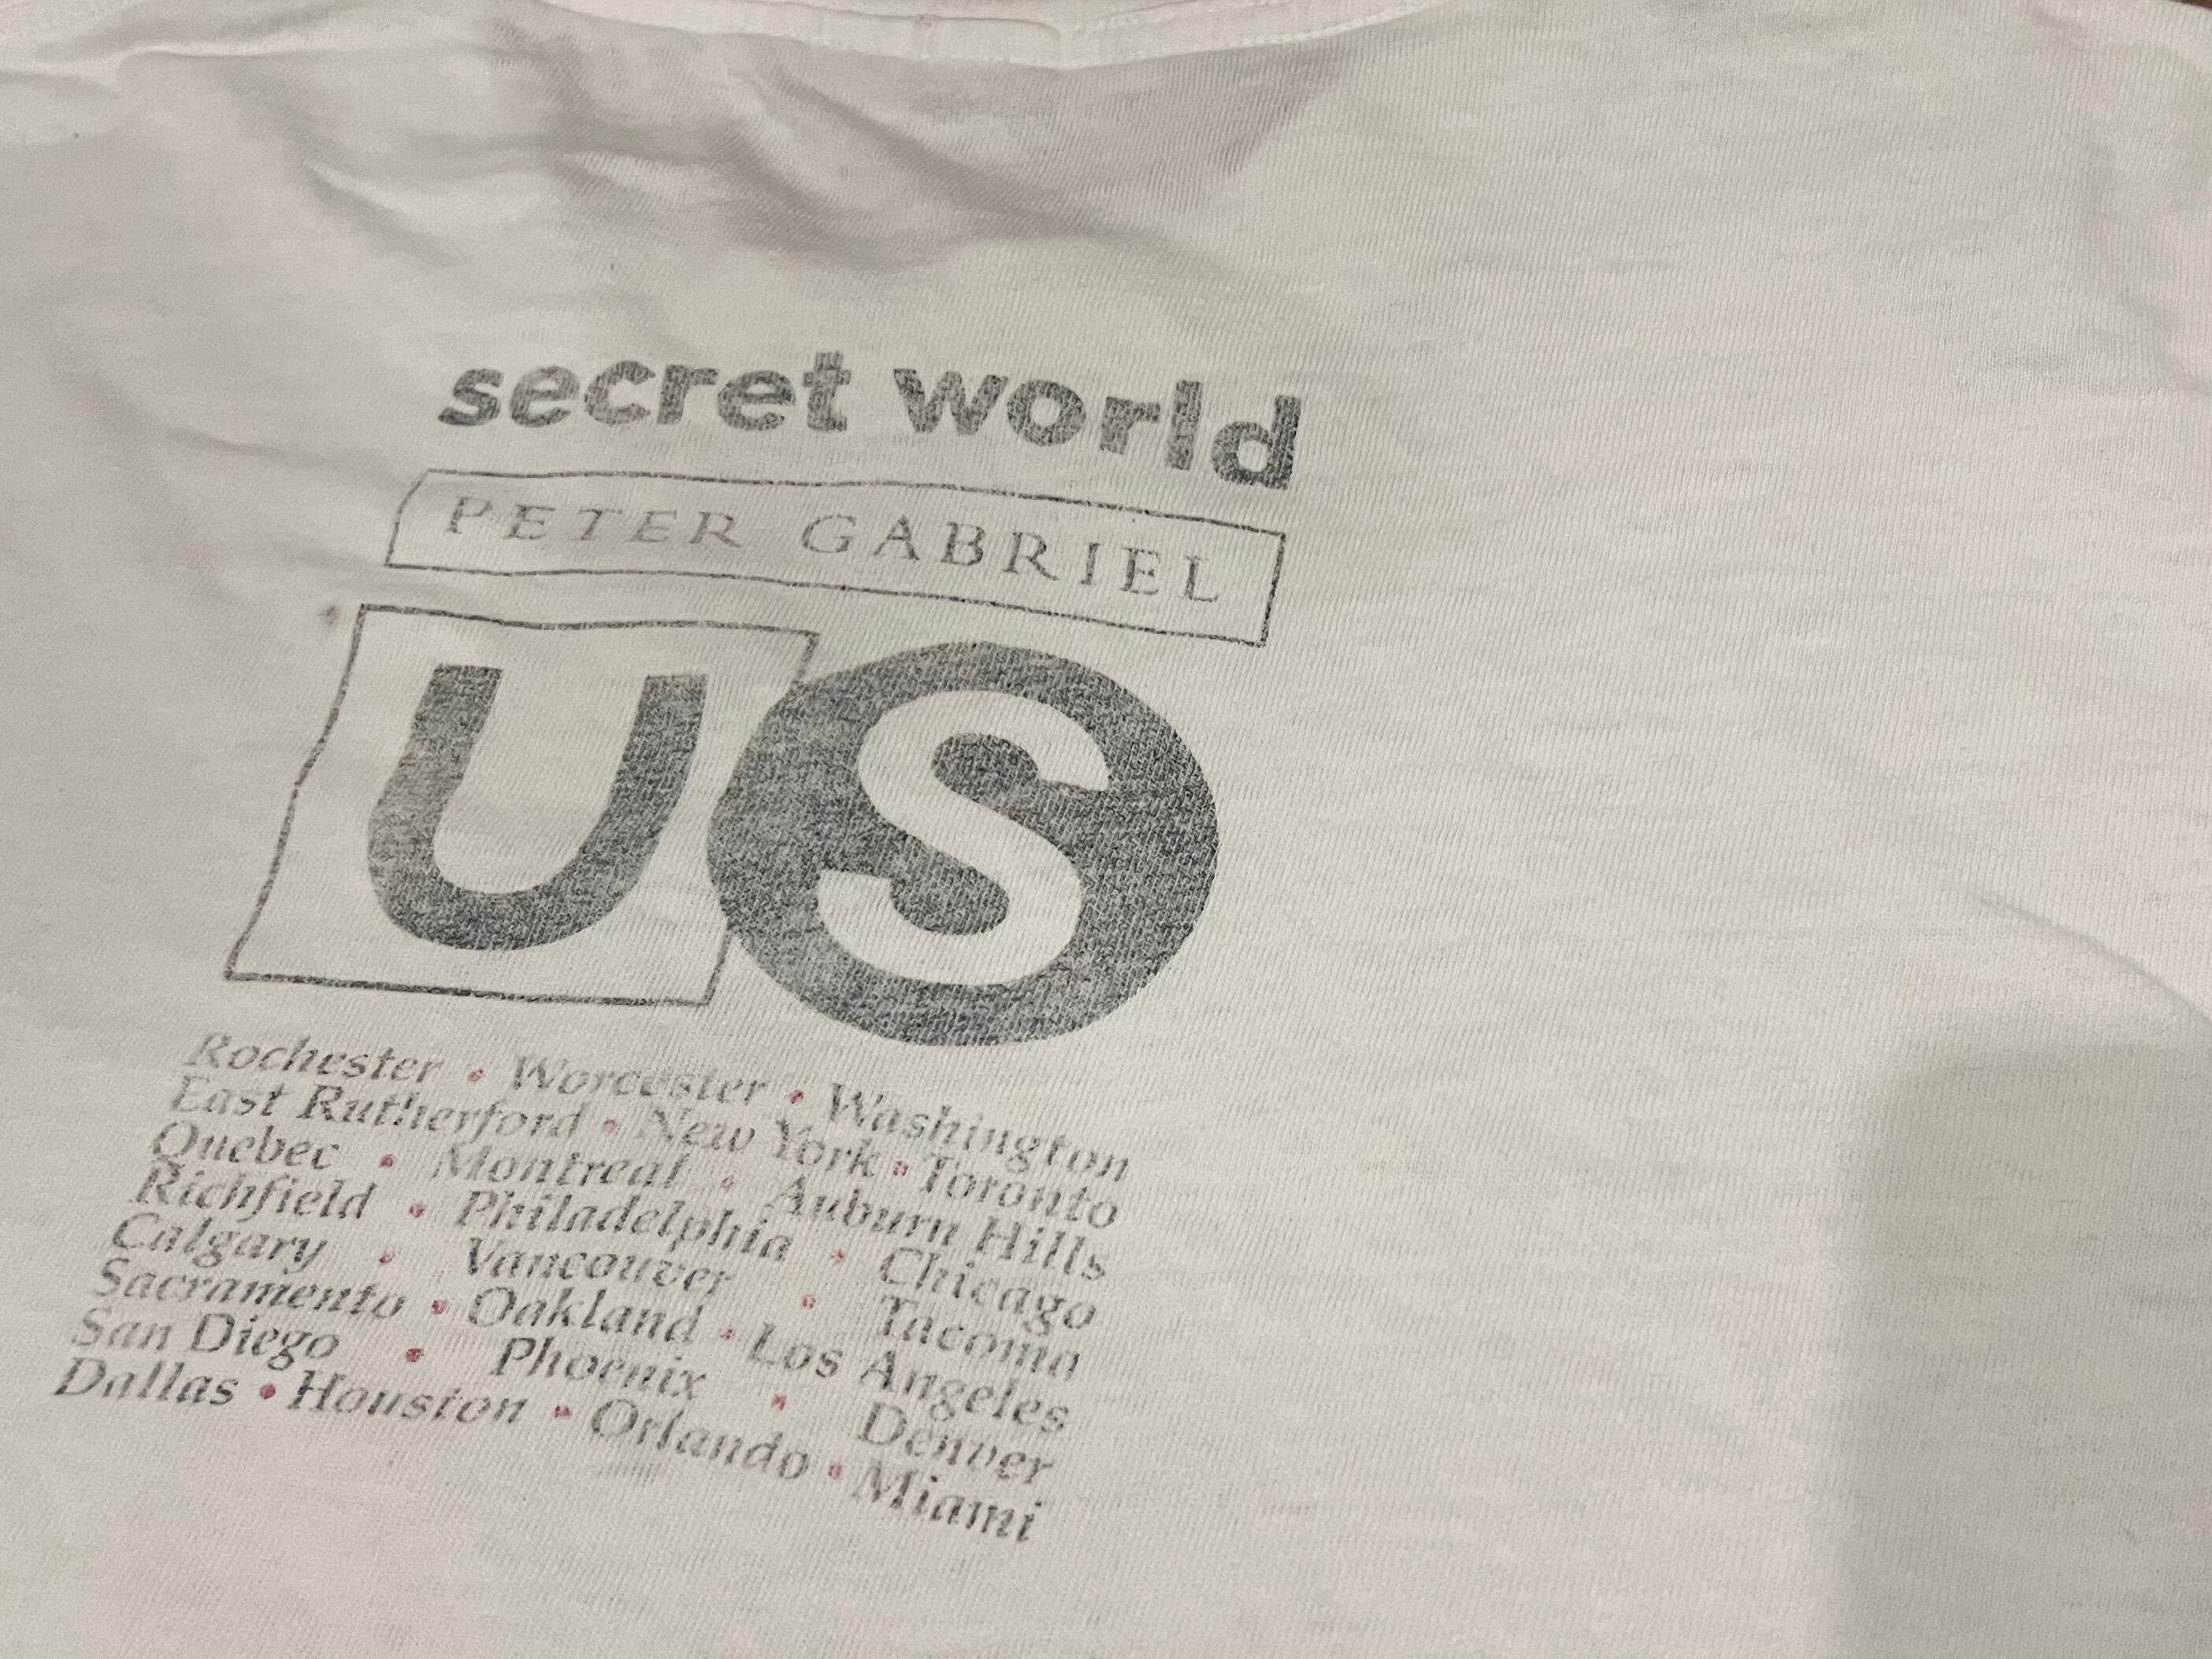 secret world
PETER GABRIEL
US
Rochester • Worcester • Washington
East Rutherford • New York • Toronto
Quebec • Montreal • Auburn Hills
Richfield • Philadelphia • Chicago
Calgary • Vancouver • Tacoma
Sacramento • Oakland • Los Angeles
San Diego • Phoenix • Denver
Dallas • Houston • Orlando • Miami